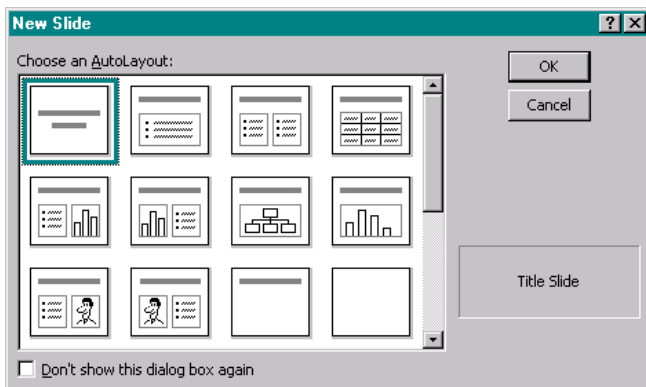 New Slide
Choose an AutoLayout:
OK
Cancel
Title Slide
Don't show this dialog box again